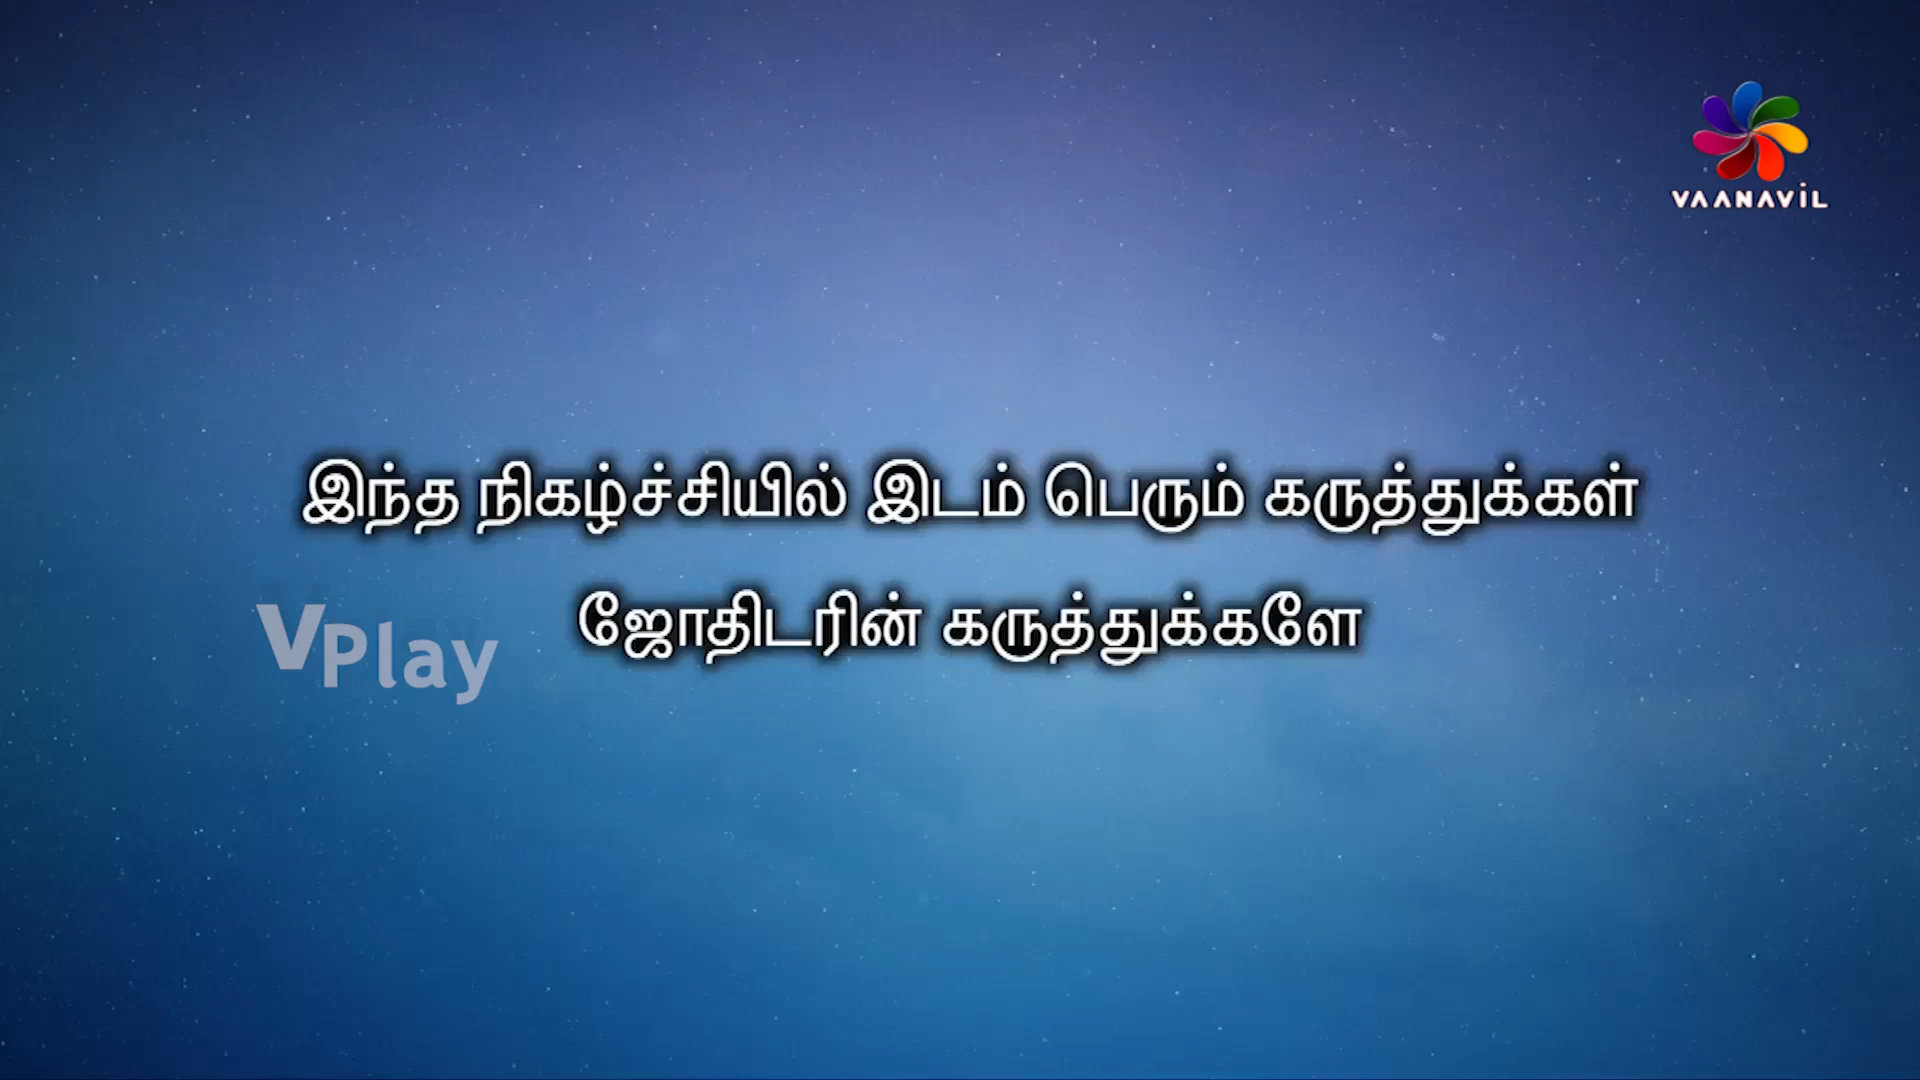 VAANAVIL
இந்த நிகழ்ச்சியில் இடம் பெரும் கருத்துக்கள்
ஜோதிடரின் கருத்துக்களே
VPlay